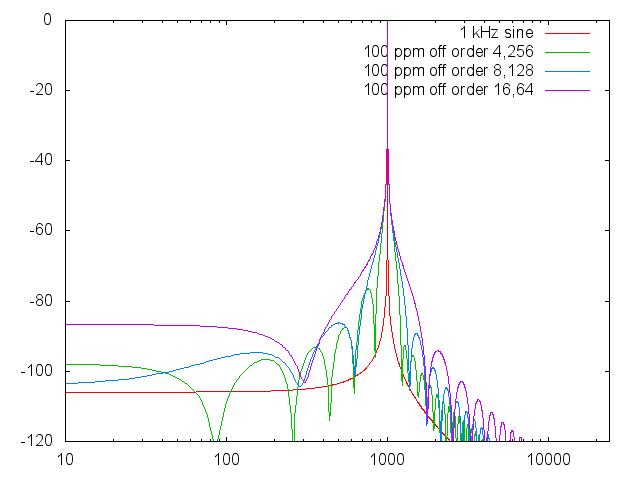 0
-20
-40
-60
-80
-100
-120
10 100 1000 10000
1 kHz sine
100 ppm off order 4,256
100 ppm off order 8,128
100 ppm off order 16,64